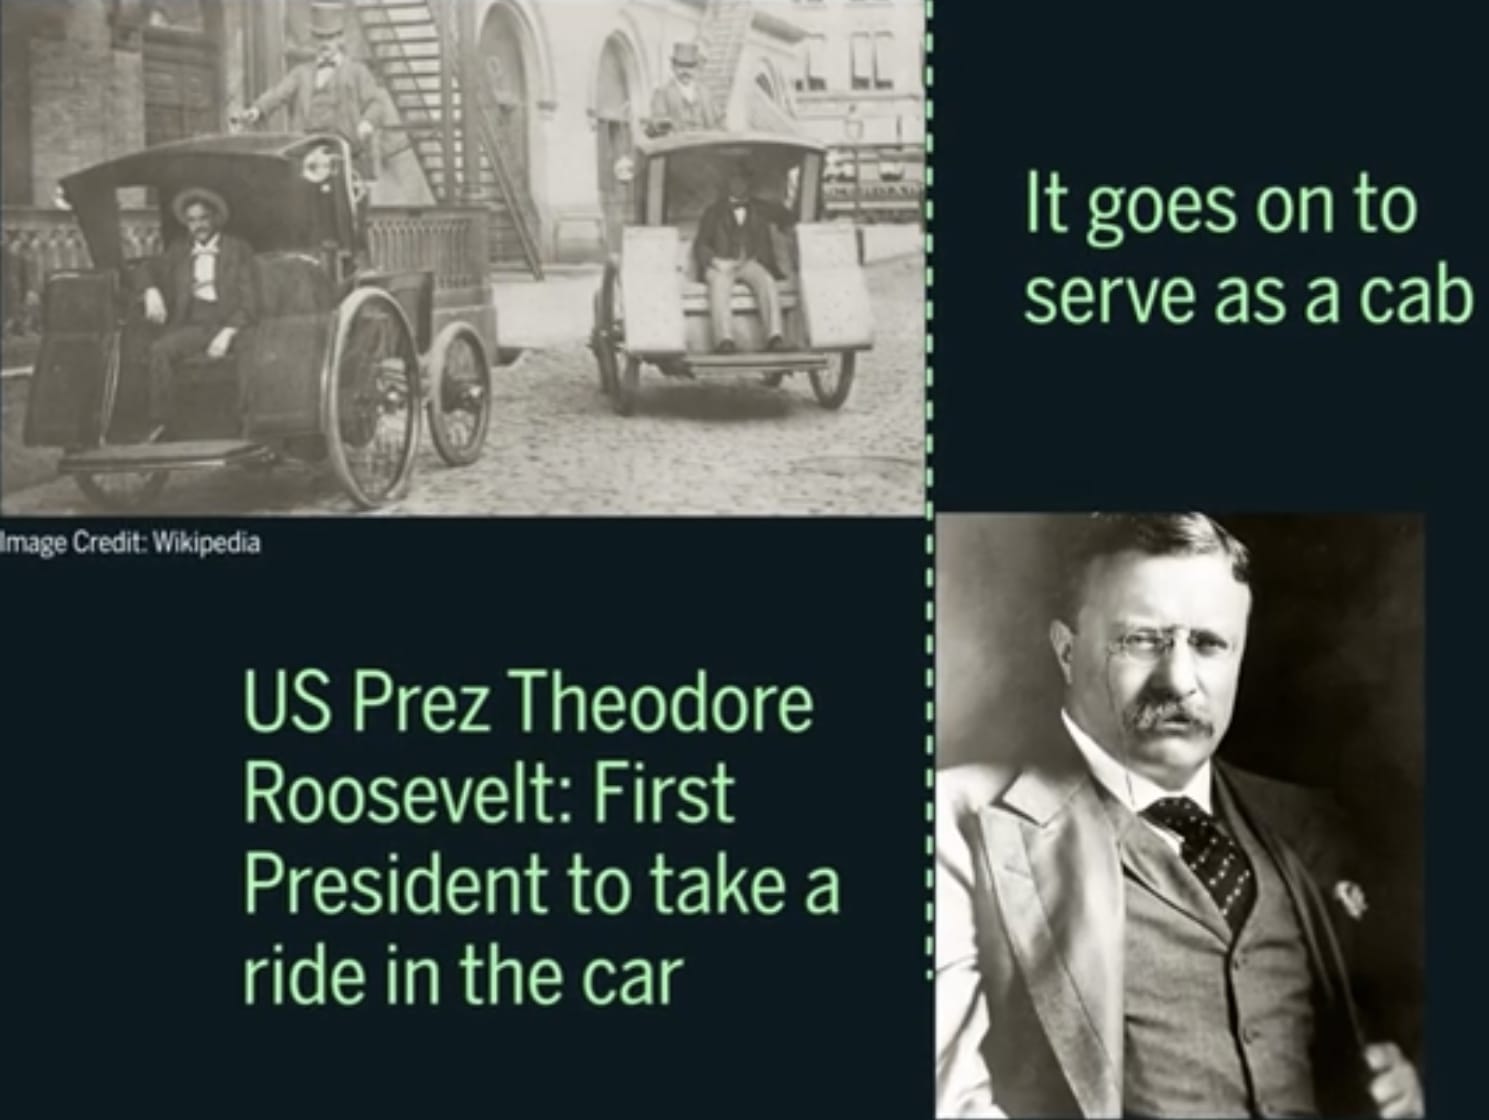 It goes on to
serve as a cab
Image Credit: Wikipedia
US Prez Theodore
Roosevelt: First
President to take a
ride in the car